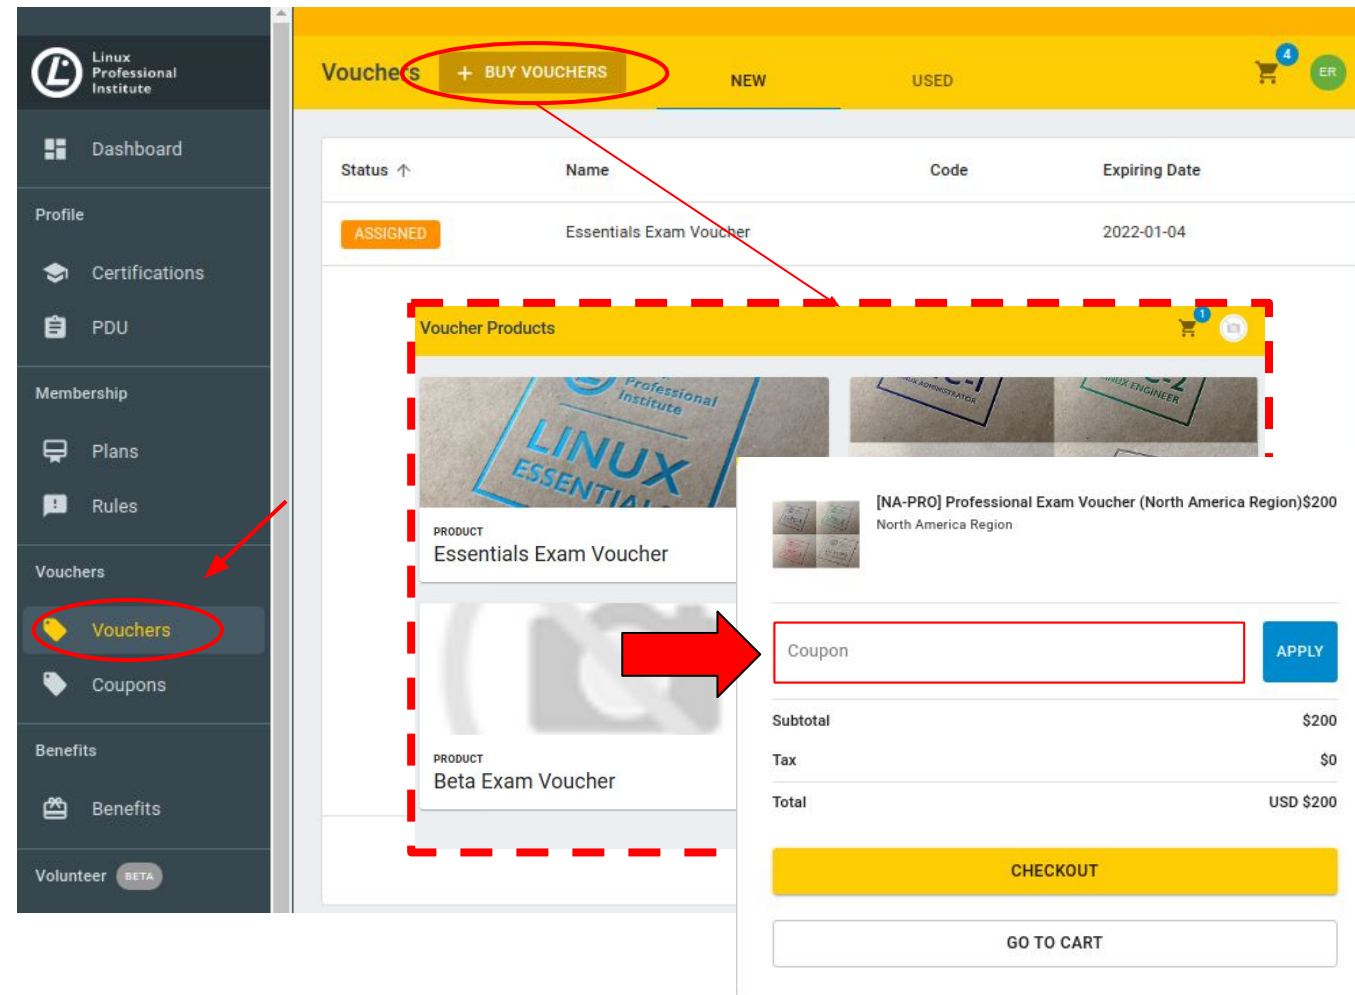 Linux
Professional
Institute
Dashboard
Profile
Certifications
PDU
Membership
Plans
Rules
Vouchers
Vouchers
Coupons
Benefits
Benefits
Volunteer BETA
Vouchers + BUY VOUCHERS NEW USED 4 ER
Status Name Code Expiring Date
ASSIGNED Essentials Exam Voucher 2022-01-04
Voucher Products 1
Professional
Institute
LINUX
PRODUCT
Essentials Exam Voucher
PRODUCT
Beta Exam Voucher
LINUX ENGINEER
[NA-PRO] Professional Exam Voucher (North America Region)$200
North America Region
Coupon APPLY
Subtotal $200
Tax $0
Total USD $200
CHECKOUT
GO TO CART